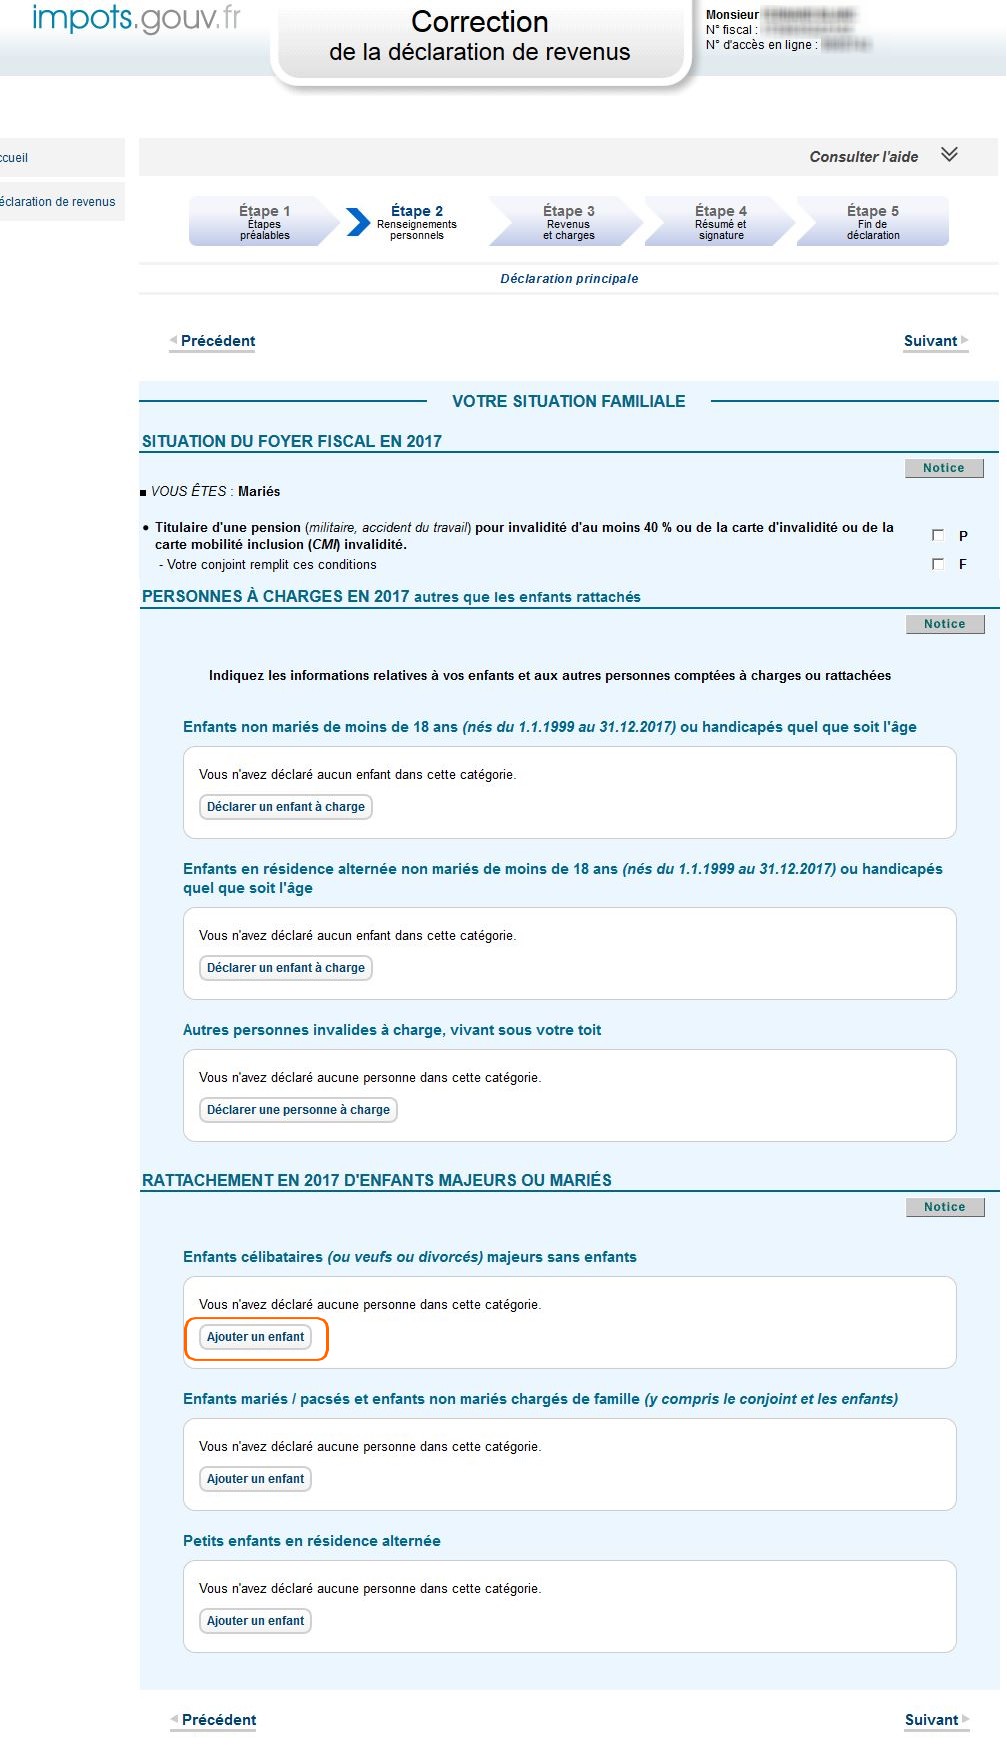 impots.gouv.fr
Correction
de la déclaration de revenus
Monsieur
N° fiscal :
N° d'accès en ligne :
ccueil
éclaration de revenus
Consulter l'aide
Étape 1
Étapes
préalables
Étape 2
Renseignements
personnels
Étape 3
Revenus
et charges
Étape 4
Résumé et
signature
Étape 5
Fin de
déclaration
Déclaration principale
Précédent
Suivant
VOTRE SITUATION FAMILIALE
SITUATION DU FOYER FISCAL EN 2017
Notice
VOUS ÊTES : Mariés
• Titulaire d'une pension (militaire, accident du travail) pour invalidité d'au moins 40 % ou de la carte d'invalidité ou de la
carte mobilité inclusion (CMI) invalidité.
P
- Votre conjoint remplit ces conditions
F
PERSONNES À CHARGES EN 2017 autres que les enfants rattachés
Notice
Indiquez les informations relatives à vos enfants et aux autres personnes comptées à charges ou rattachées
Enfants non mariés de moins de 18 ans (nés du 1.1.1999 au 31.12.2017) ou handicapés quel que soit l'âge
Vous n'avez déclaré aucun enfant dans cette catégorie.
Déclarer un enfant à charge
Enfants en résidence alternée non mariés de moins de 18 ans (nés du 1.1.1999 au 31.12.2017) ou handicapés
quel que soit l'âge
Vous n'avez déclaré aucun enfant dans cette catégorie.
Déclarer un enfant à charge
Autres personnes invalides à charge, vivant sous votre toit
Vous n'avez déclaré aucune personne dans cette catégorie.
Déclarer une personne à charge
RATTACHEMENT EN 2017 D'ENFANTS MAJEURS OU MARIÉS
Notice
Enfants célibataires (ou veufs ou divorcés) majeurs sans enfants
Vous n'avez déclaré aucune personne dans cette catégorie.
Ajouter un enfant
Enfants mariés / pacsés et enfants non mariés chargés de famille (y compris le conjoint et les enfants)
Vous n'avez déclaré aucune personne dans cette catégorie.
Ajouter un enfant
Petits enfants en résidence alternée
Vous n'avez déclaré aucune personne dans cette catégorie.
Ajouter un enfant
Précédent
Suivant